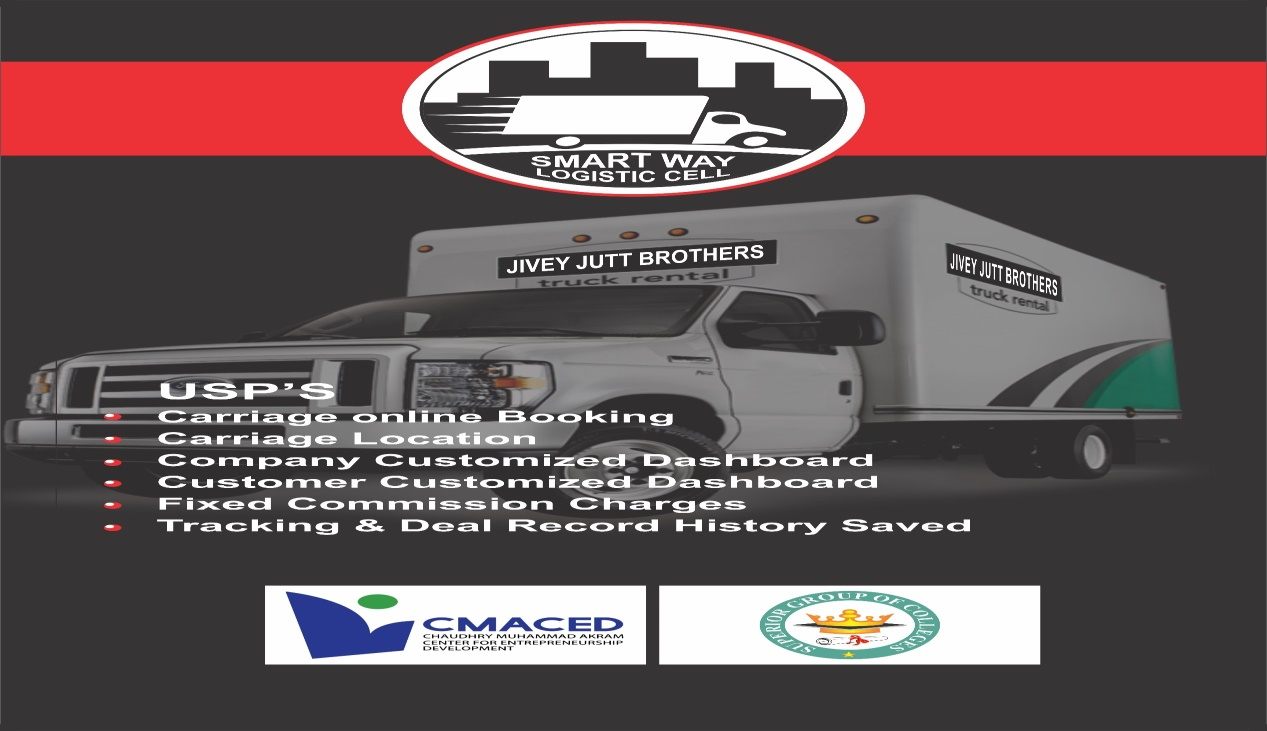 SMART WAY
LOGISTIC CELL
JIVEY JUTT BROTHERS
truck rental
JIVEY JUTT BROTHERS
truck rental
USP'S
Carriage online Booking
Carriage Location
Company Customized Dashboard
Customer Customized Dashboard
Fixed Commission Charges
Tracking & Deal Record History Saved
CMACED
CHAUDHRY MUHAMMAD AKRAM
CENTER FOR ENTREPRENEURSHIP
DEVELOPMENT
SUPERIOR GROUP OF COLLEGES